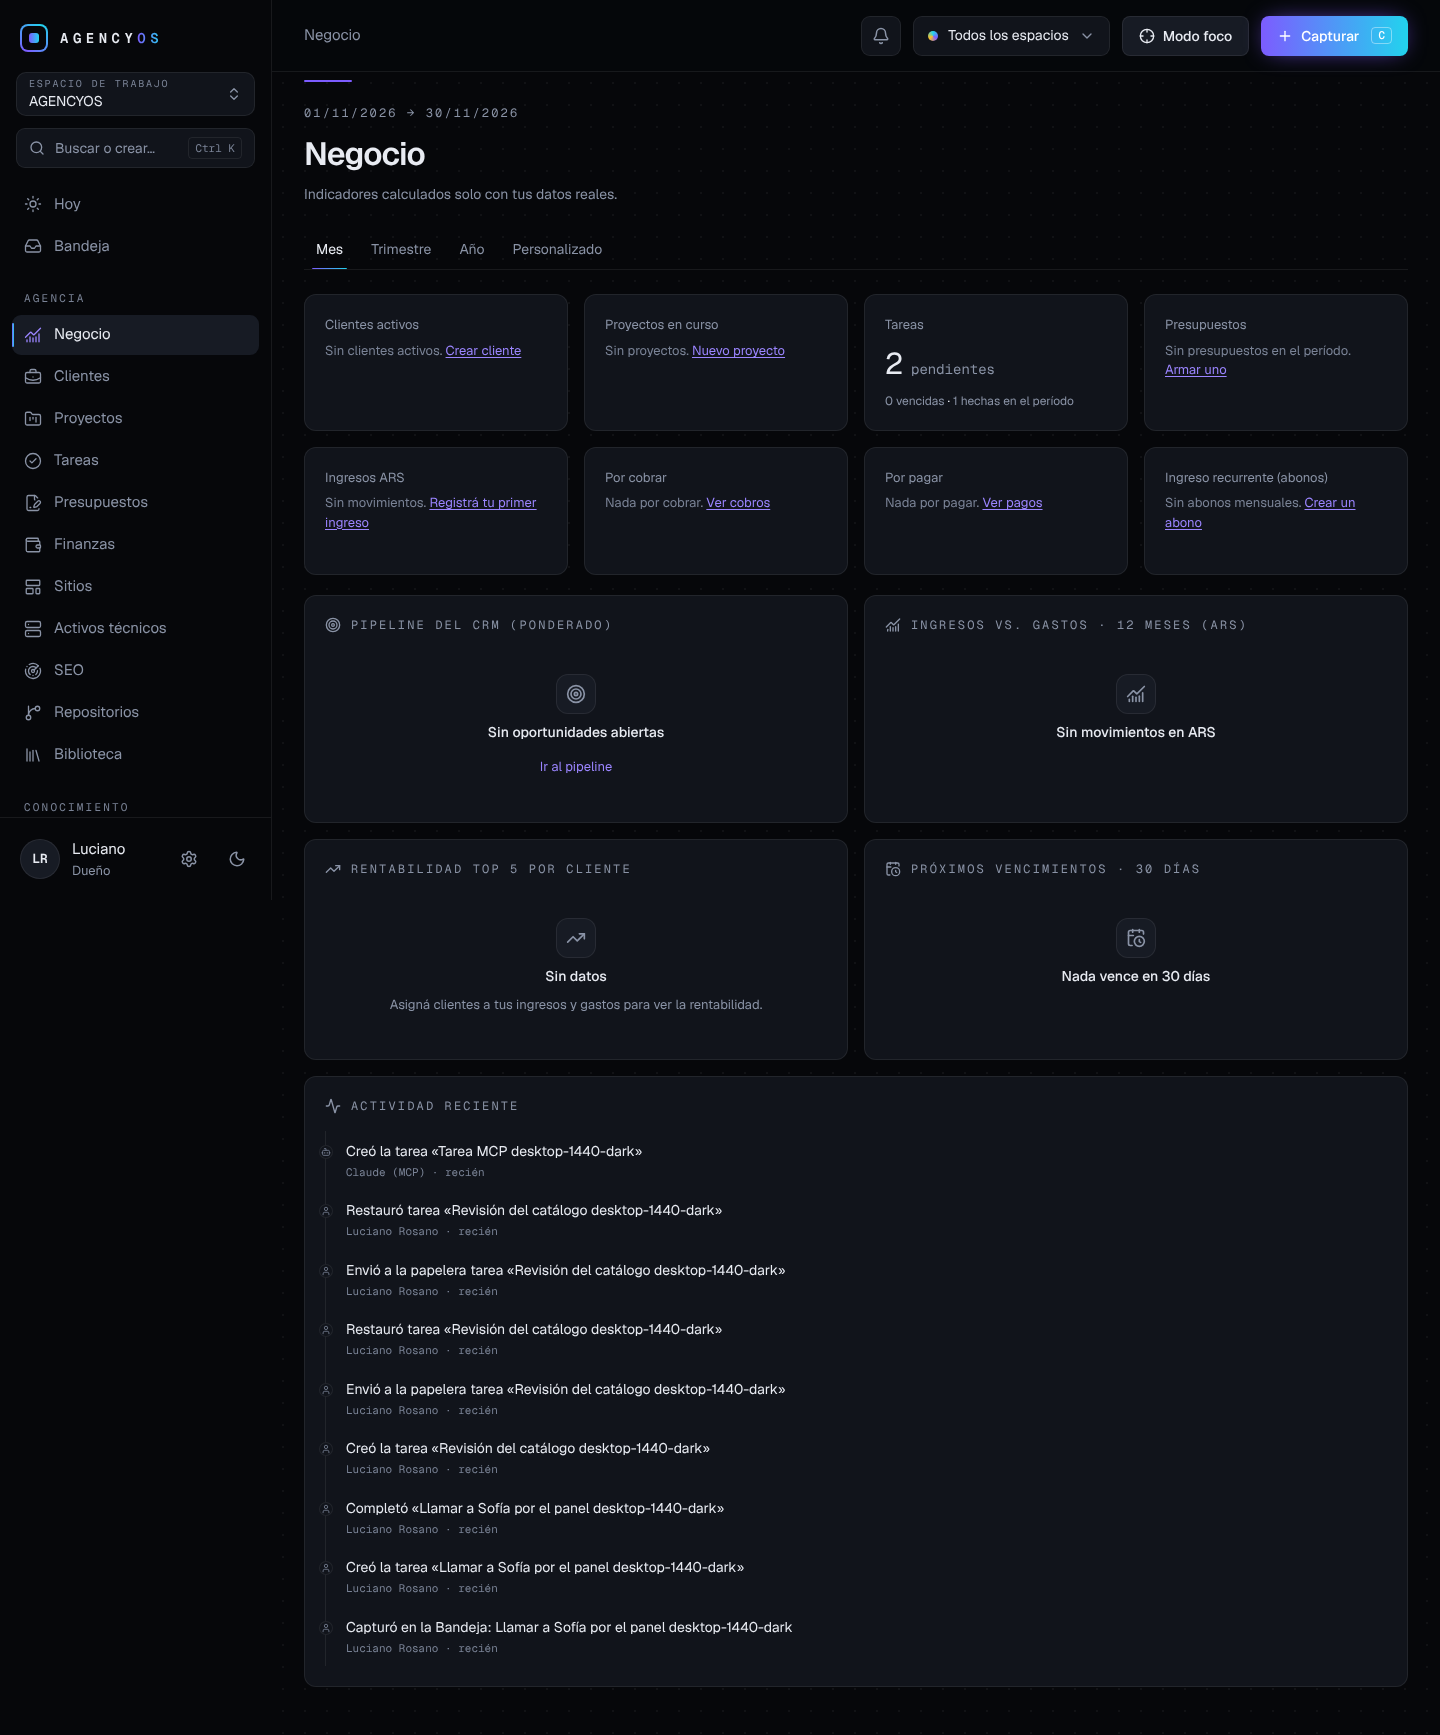 AGENCYOS
ESPACIO DE TRABAJO
AGENCYOS
Buscar o crear...
Ctrl K
Hoy
Bandeja
AGENCIA
Negocio
Clientes
Proyectos
Tareas
Presupuestos
Finanzas
Sitios
Activos técnicos
SEO
Repositorios
Biblioteca
CONOCIMIENTO
LR
Luciano
Dueño
Negocio
Todos los espacios
Modo foco
Capturar
C
01/11/2026 → 30/11/2026
Negocio
Indicadores calculados solo con tus datos reales.
Mes
Trimestre
Año
Personalizado
Clientes activos
Sin clientes activos. Crear cliente
Proyectos en curso
Sin proyectos. Nuevo proyecto
Tareas
2 pendientes
0 vencidas · 1 hechas en el período
Presupuestos
Sin presupuestos en el período.
Armar uno
Ingresos ARS
Sin movimientos. Registrá tu primer
ingreso
Por cobrar
Nada por cobrar. Ver cobros
Por pagar
Nada por pagar. Ver pagos
Ingreso recurrente (abonos)
Sin abonos mensuales. Crear un
abono
PIPELINE DEL CRM (PONDERADO)
Sin oportunidades abiertas
Ir al pipeline
INGRESOS VS. GASTOS · 12 MESES (ARS)
Sin movimientos en ARS
RENTABILIDAD TOP 5 POR CLIENTE
Sin datos
Asigná clientes a tus ingresos y gastos para ver la rentabilidad.
PRÓXIMOS VENCIMIENTOS · 30 DÍAS
Nada vence en 30 días
ACTIVIDAD RECIENTE
Creó la tarea «Tarea MCP desktop-1440-dark»
Claude (MCP) · recién
Restauró tarea «Revisión del catálogo desktop-1440-dark»
Luciano Rosano · recién
Envió a la papelera tarea «Revisión del catálogo desktop-1440-dark»
Luciano Rosano · recién
Restauró tarea «Revisión del catálogo desktop-1440-dark»
Luciano Rosano · recién
Envió a la papelera tarea «Revisión del catálogo desktop-1440-dark»
Luciano Rosano · recién
Creó la tarea «Revisión del catálogo desktop-1440-dark»
Luciano Rosano · recién
Completó «Llamar a Sofía por el panel desktop-1440-dark»
Luciano Rosano · recién
Creó la tarea «Llamar a Sofía por el panel desktop-1440-dark»
Luciano Rosano · recién
Capturó en la Bandeja: Llamar a Sofía por el panel desktop-1440-dark
Luciano Rosano · recién